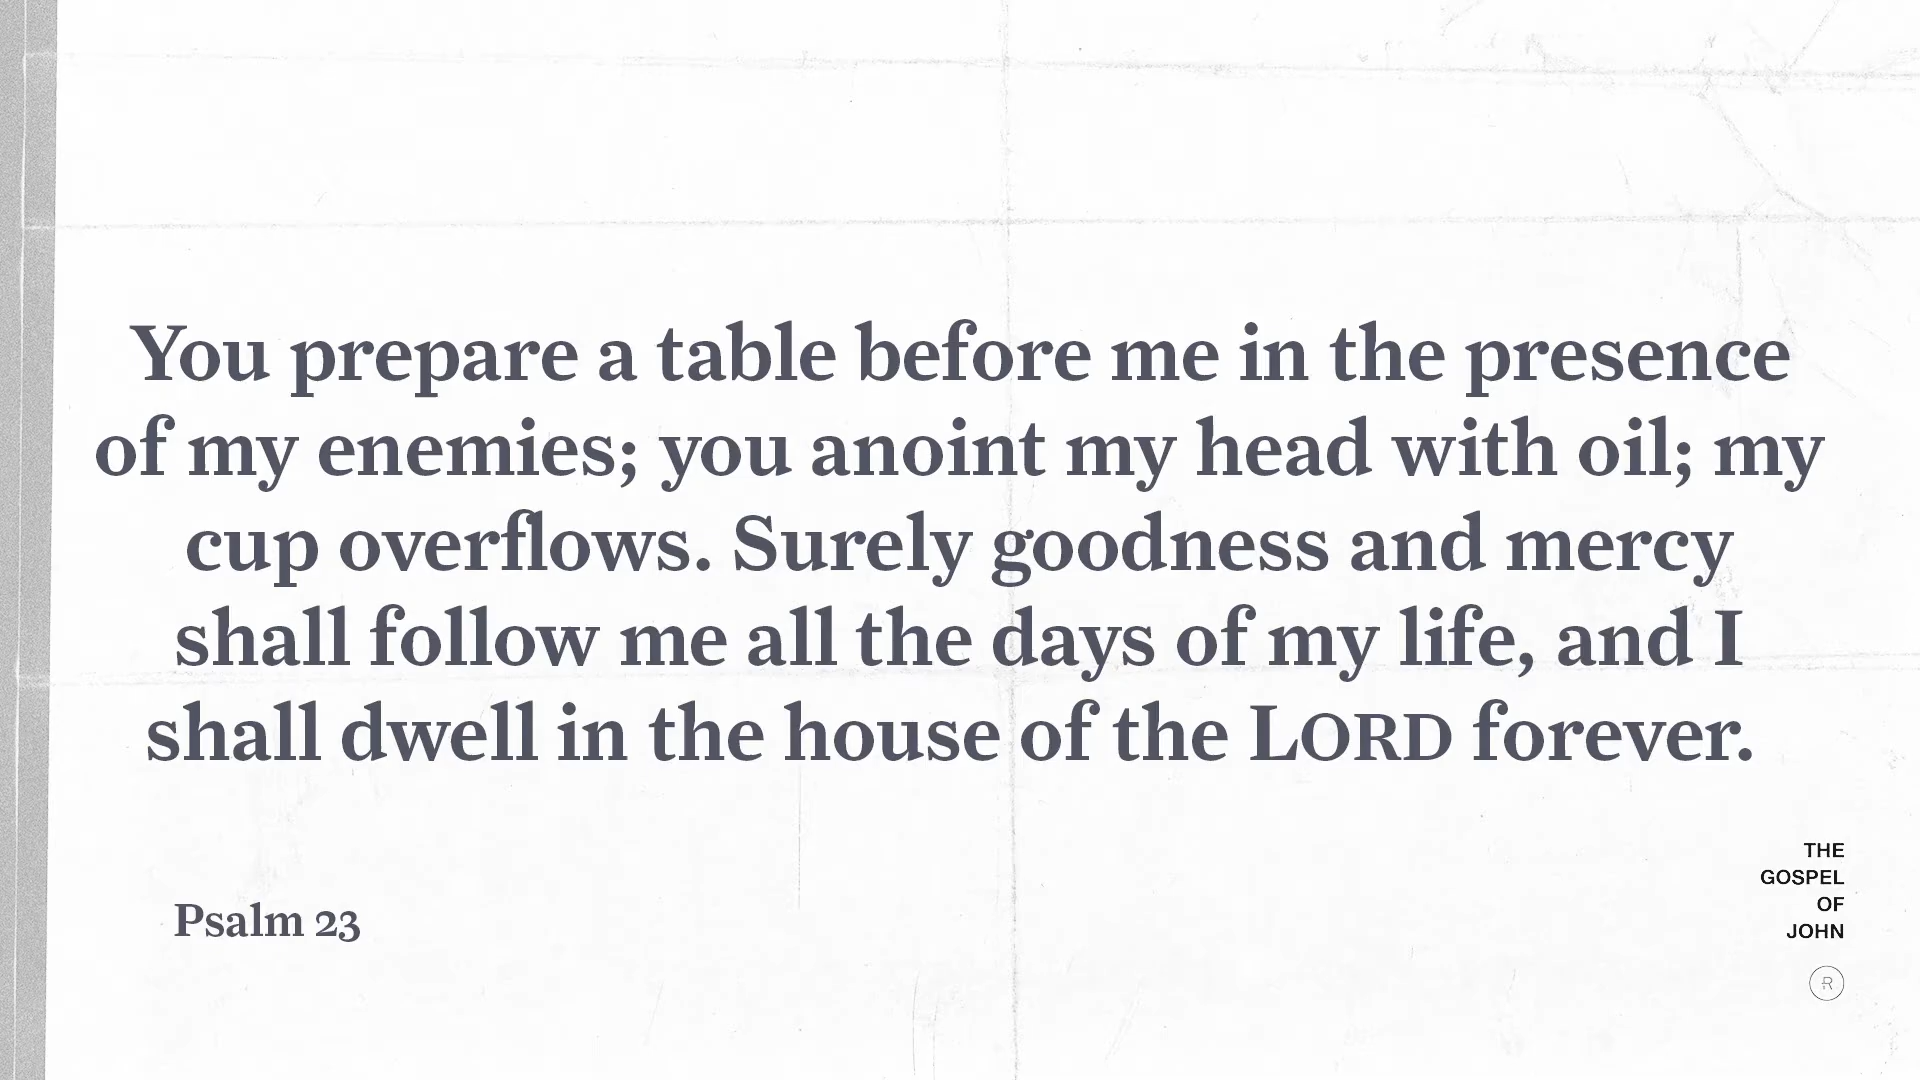 You prepare a table before me in the presence
of my enemies; you anoint my head with oil; my
cup overflows. Surely goodness and mercy
shall follow me all the days of my life, and I
shall dwell in the house of the LORD forever.
Psalm 23
THE
GOSPEL
OF
JOHN
R